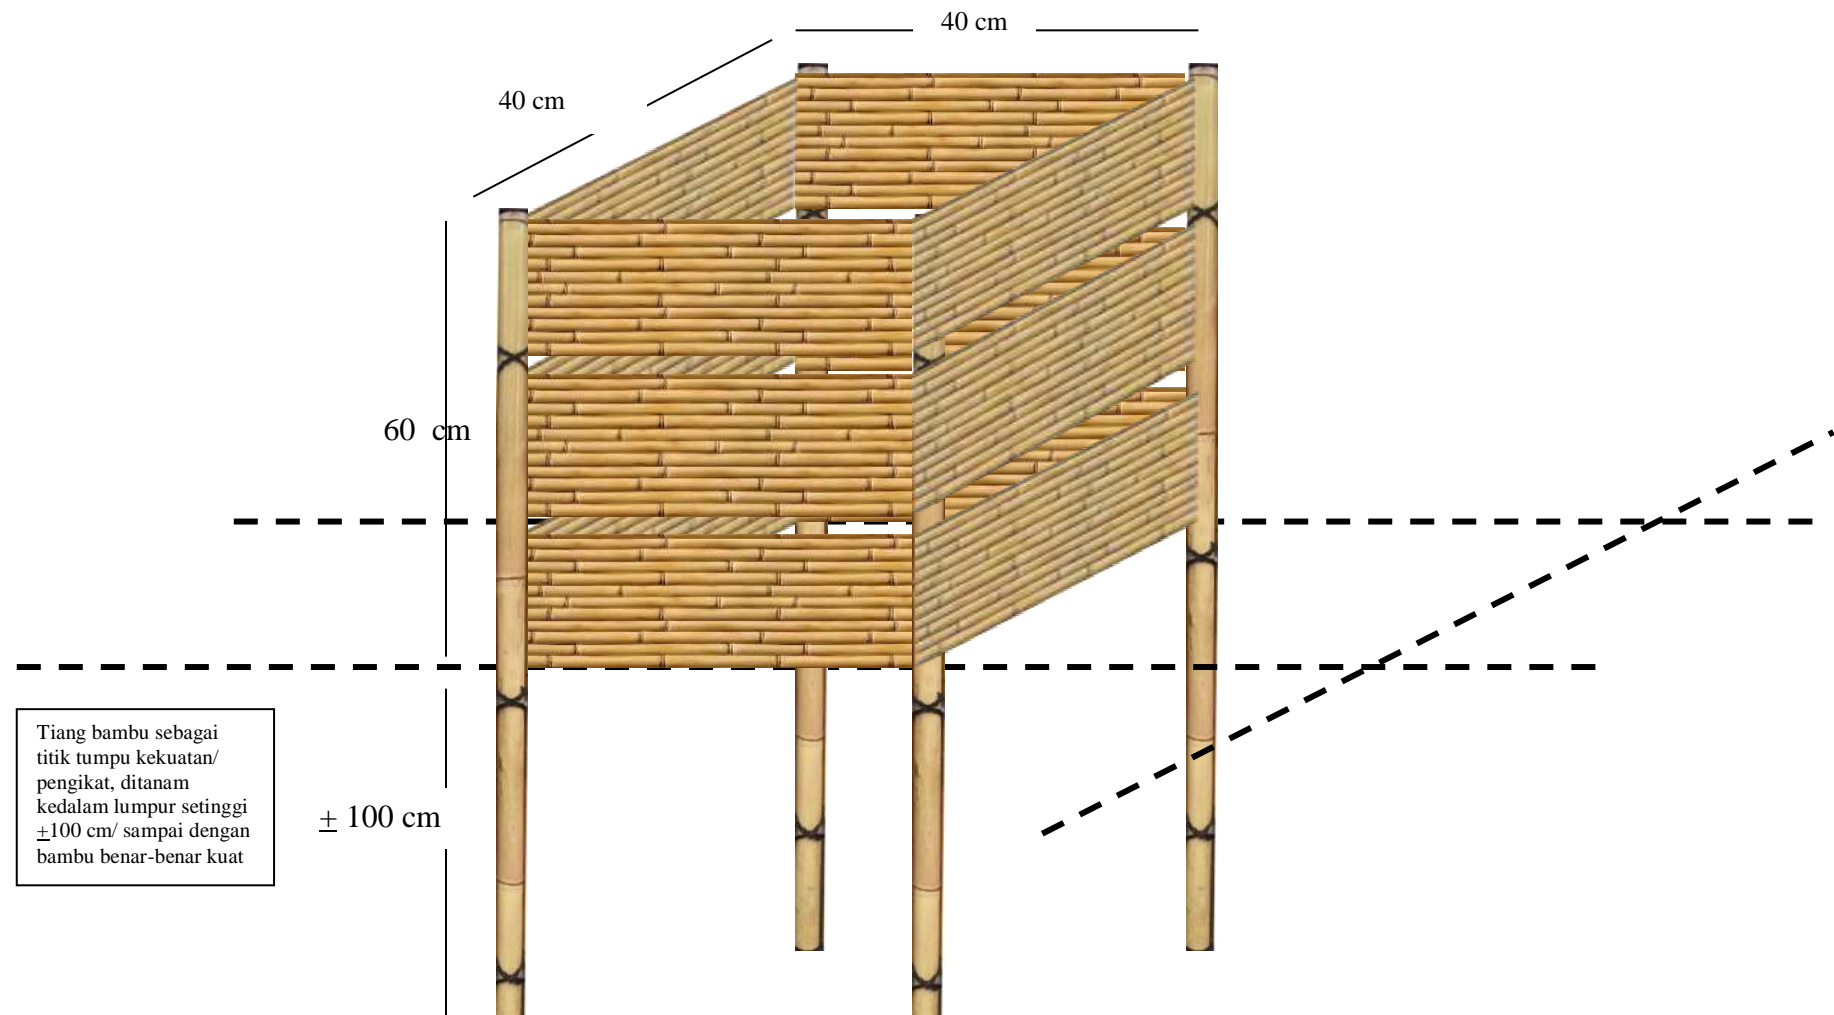 40 cm
40 cm
60 cm
Tiang bambu sebagai
titik tumpu kekuatan/
pengikat, ditanam
kedalam lumpur setinggi
±100 cm/ sampai dengan
bambu benar-benar kuat
± 100 cm